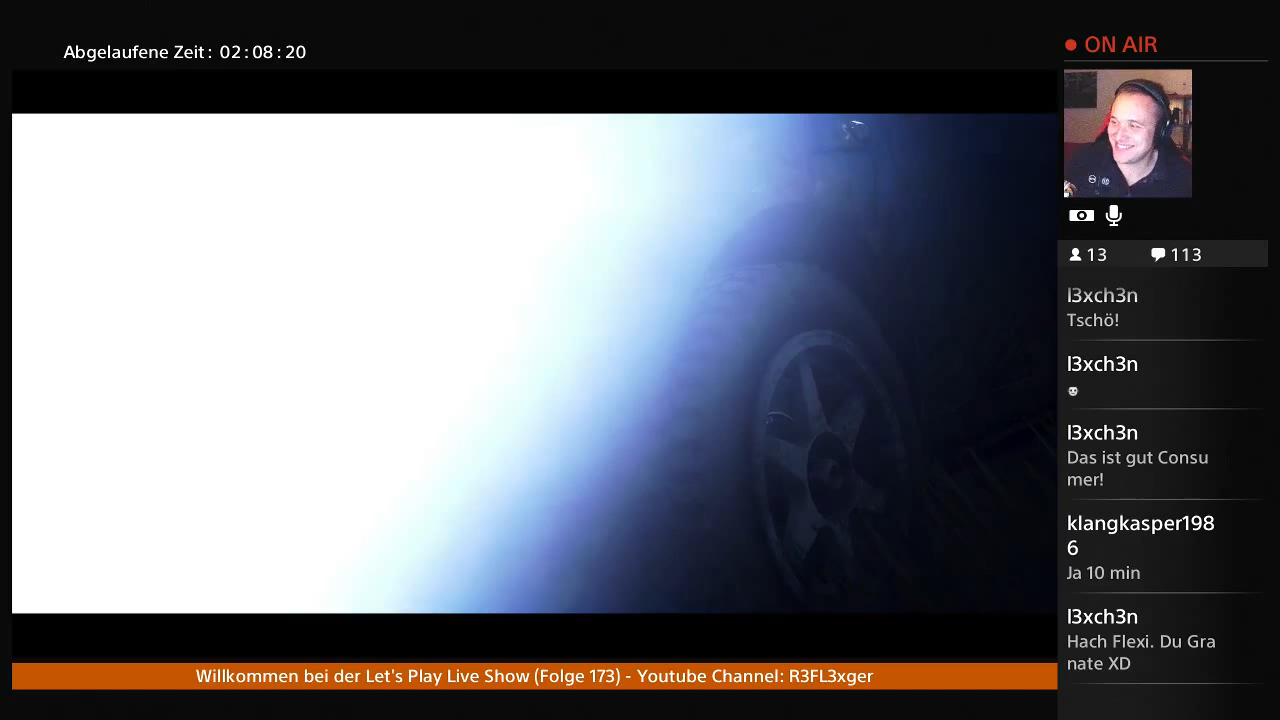 Abgelaufene Zeit: 02:08:20
ON AIR
13 113
l3xch3n
Tschö!
l3xch3n
l3xch3n
Das ist gut Consu
mer!
klangkasper198
6
Ja 10 min
l3xch3n
Hach Flexi. Du Gra
nate XD
Willkommen bei der Let's Play Live Show (Folge 173) - Youtube Channel: R3FL3xger